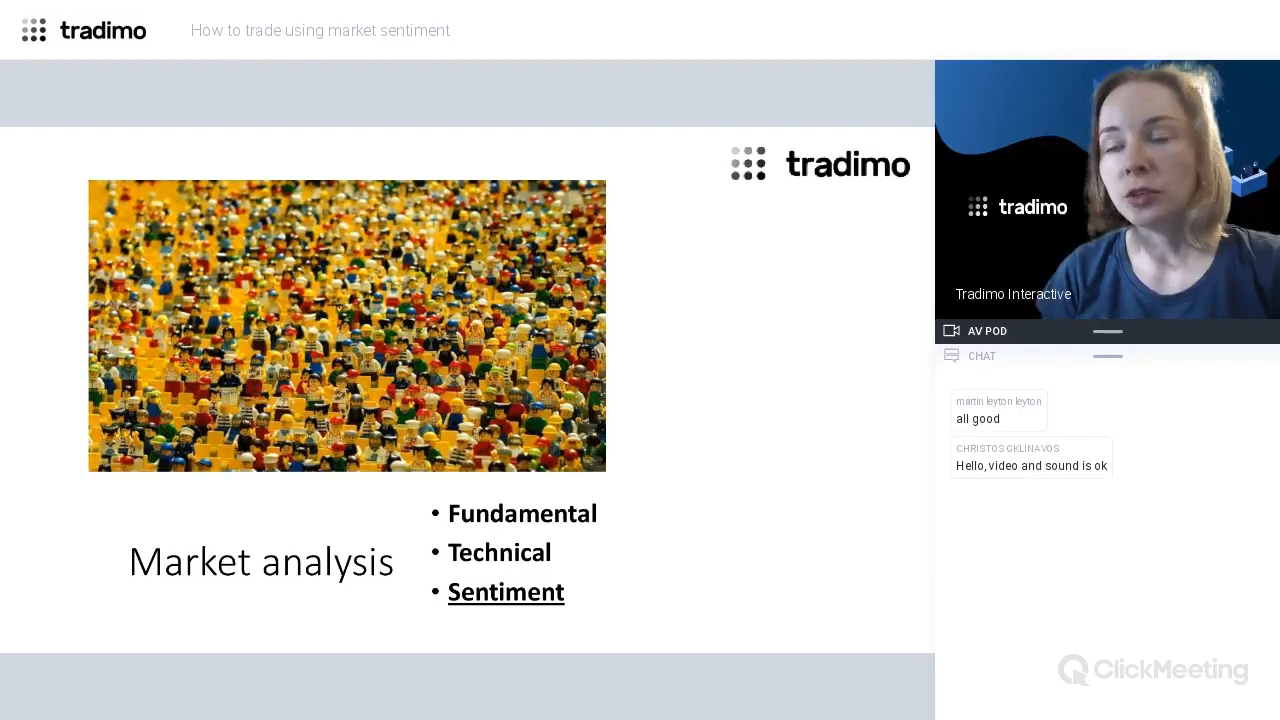 tradimo
How to trade using market sentiment
tradimo
Market analysis
• Fundamental
• Technical
• Sentiment
tradimo
Tradimo Interactive
AV POD
CHAT
martin leyton leyton
all good
CHRISTOS GKLINAVOS
Hello, video and sound is ok
ClickMeeting